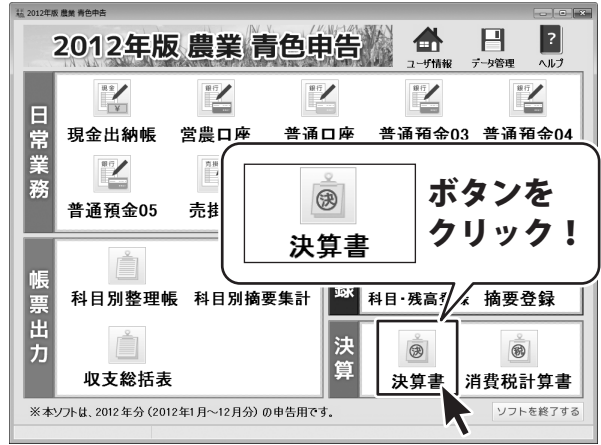 2012年版 農業 青色申告
2012年版 農業 青色申告
ユーザ情報
データ管理
ヘルプ
日常業務
現金出納帳
営農口座
普通口座
普通預金03
普通預金04
普通預金05
売掛
決算書
ボタンを
クリック！
帳票出力
科目別整理帳
科目別摘要集計
収支総括表
録
科目・残高登録
摘要登録
決算
決算書
消費税計算書
※本ソフトは、2012年分（2012年1月～12月分）の申告用です。
ソフトを終了する